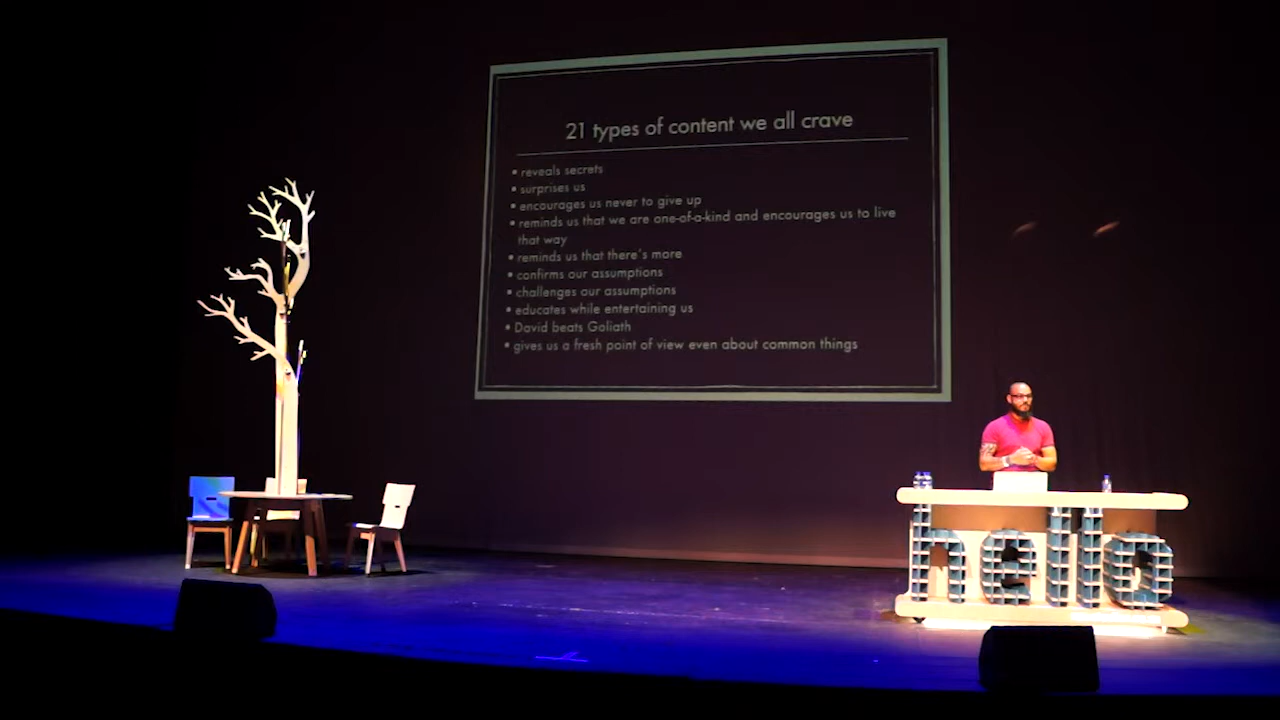 21 types of content we all crave
• reveals secrets
• surprises us
• encourages us never to give up
• reminds us that we are one-of-a-kind and encourages us to live
that way
• reminds us that there's more
• confirms our assumptions
• challenges our assumptions
• educates while entertaining us
• David beats Goliath
• gives us a fresh point of view even about common things
hello